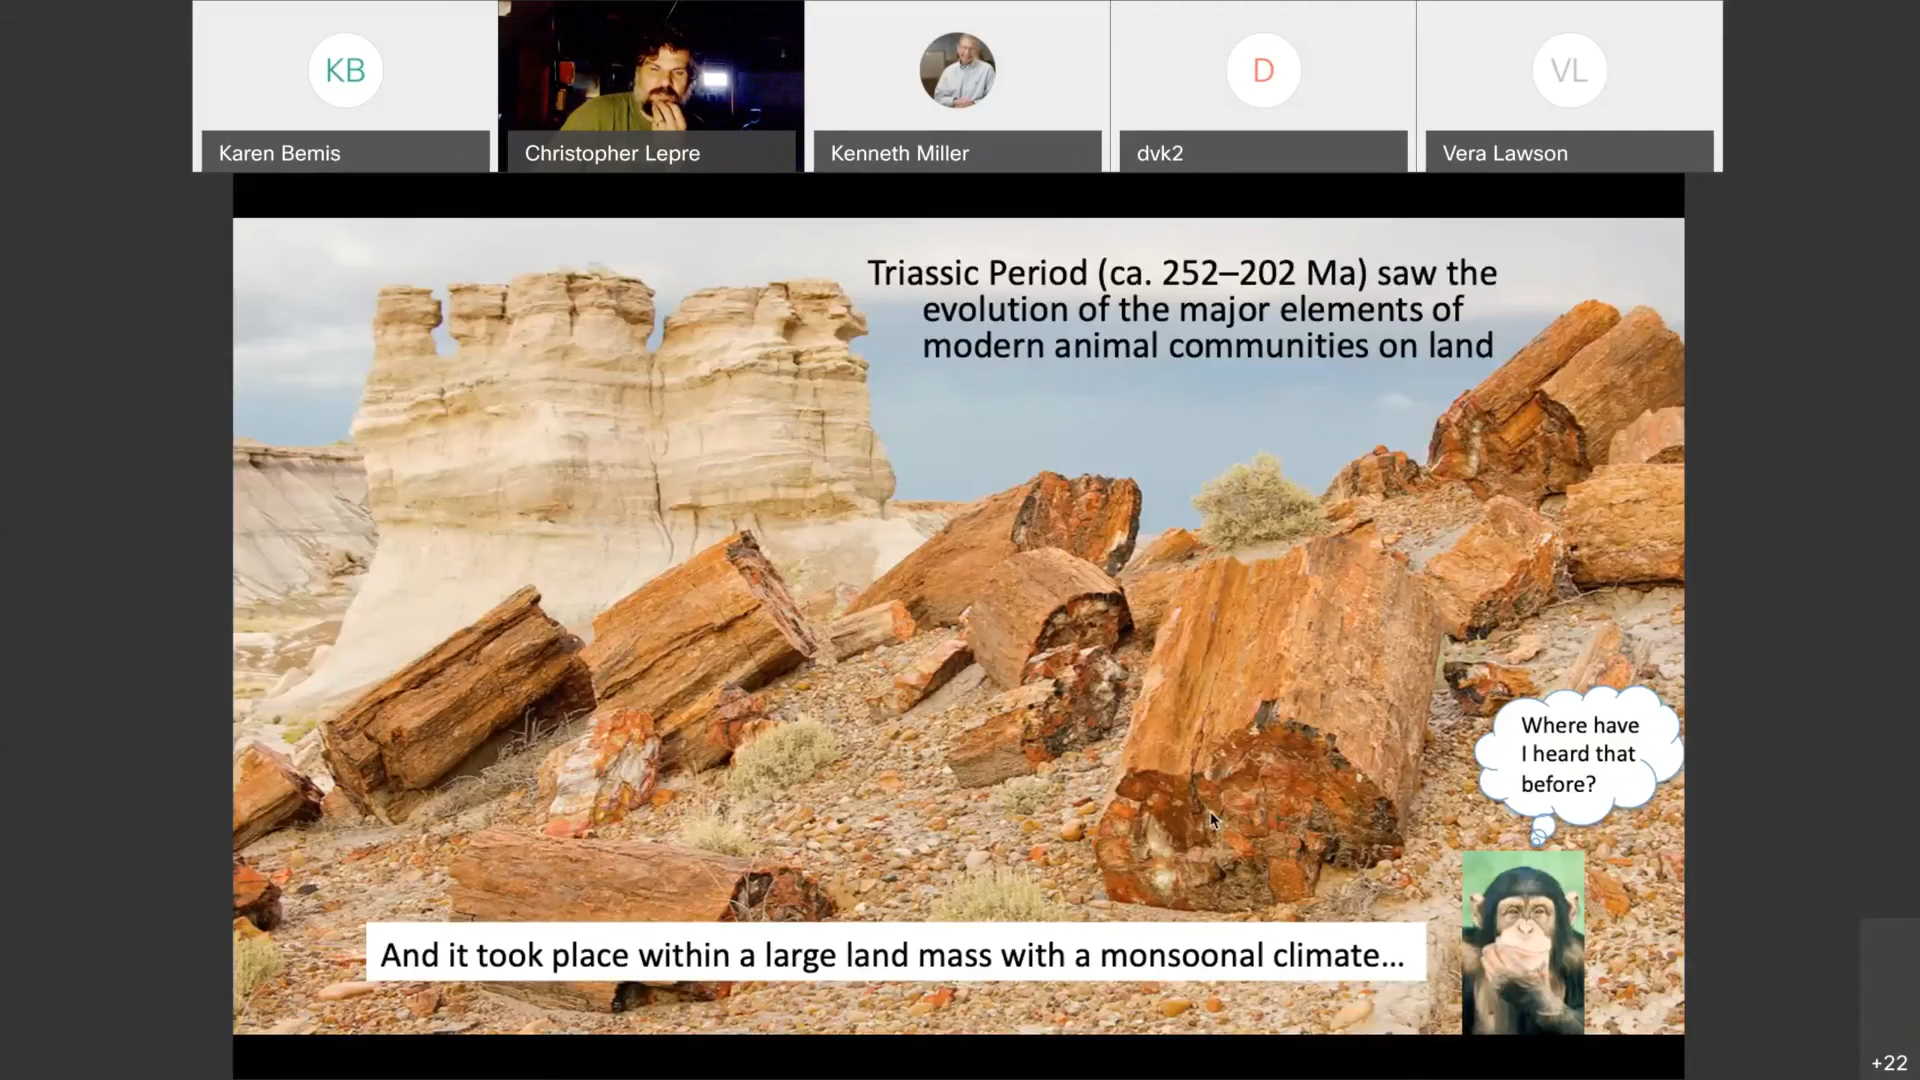 KB
D
VL
Karen Bemis
Christopher Lepre
Kenneth Miller
dvk2
Vera Lawson
Triassic Period (ca. 252–202 Ma) saw the
evolution of the major elements of
modern animal communities on land
Where have
I heard that
before?
And it took place within a large land mass with a monsoonal climate...
+22